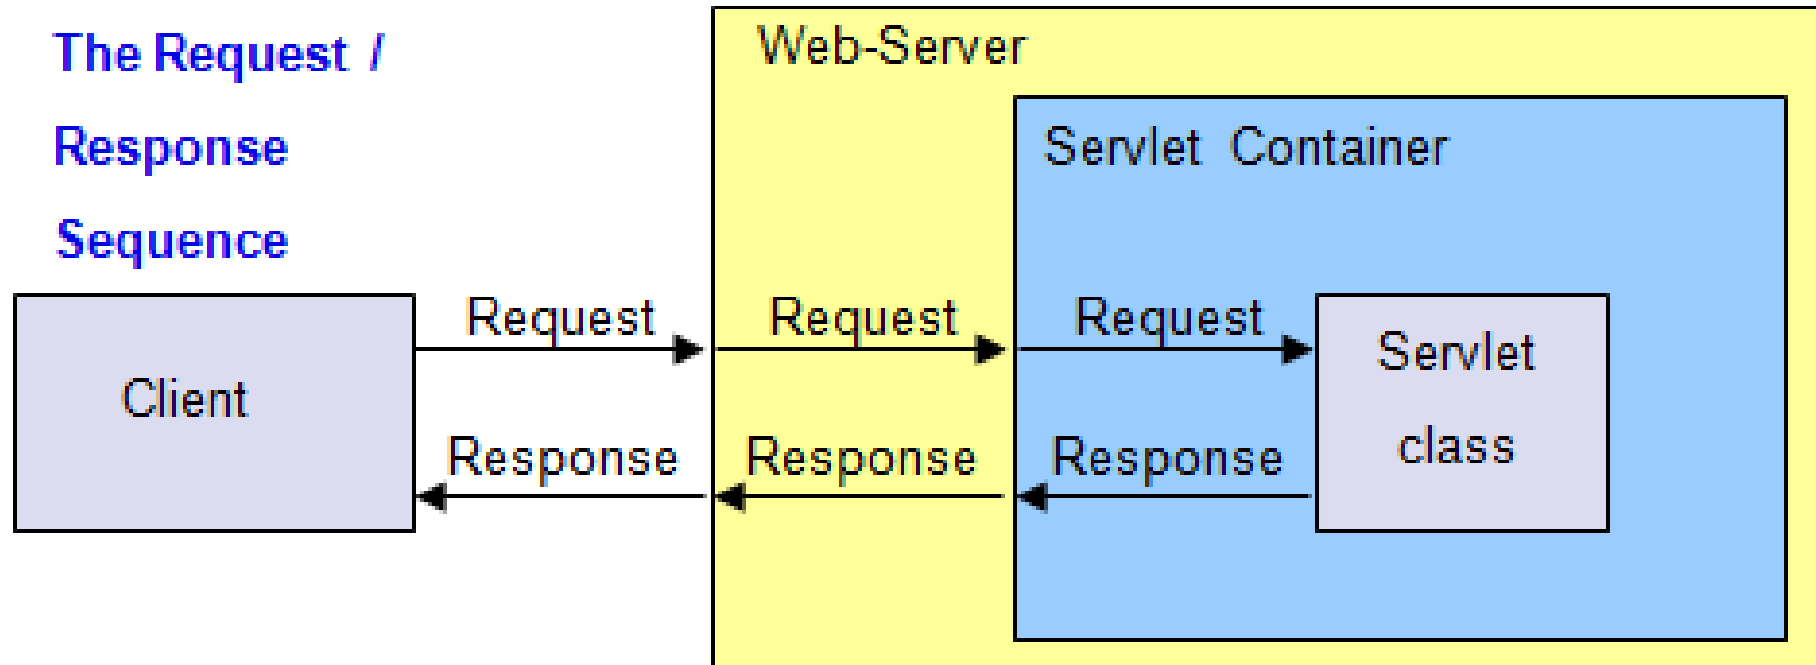 The Request /
Response
Sequence
Web-Server
Servlet Container
Request
Request
Request
Client
Servlet
class
Response
Response
Response